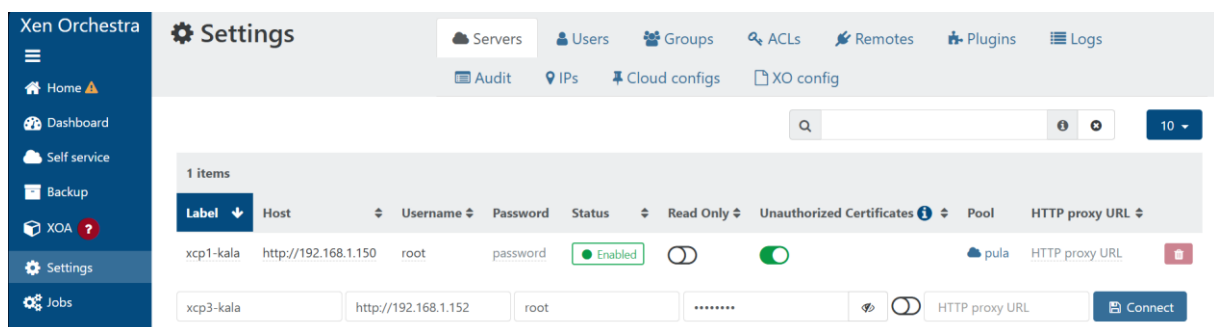 Xen Orchestra
Settings
Servers Users Groups ACLs Remotes Plugins Logs
Audit IPs Cloud configs XO config
Home
Dashboard
Self service
Backup
XOA ?
Settings
Jobs
10
1 items
Label Host Username Password Status Read Only Unauthorized Certificates Pool HTTP proxy URL
xcp1-kala http://192.168.1.150 root password Enabled pula HTTP proxy URL
xcp3-kala http://192.168.1.152 root •••••••• HTTP proxy URL Connect